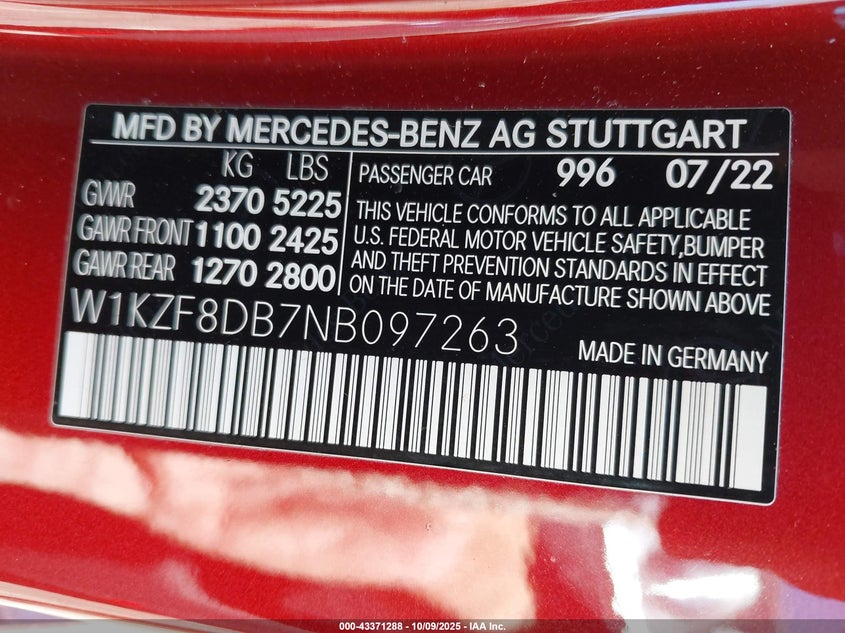 MFD BY MERCEDES-BENZ AG STUTTGART
KG LBS
GVWR 2370 5225
GAWR FRONT 1100 2425
GAWR REAR 1270 2800
PASSENGER CAR 996 07/22
THIS VEHICLE CONFORMS TO ALL APPLICABLE
U.S. FEDERAL MOTOR VEHICLE SAFETY,BUMPER
AND THEFT PREVENTION STANDARDS IN EFFECT
ON THE DATE OF MANUFACTURE SHOWN ABOVE
W1KZF8DB7NB097263
MADE IN GERMANY
000-43371288 - 10/09/2025 - IAA Inc.